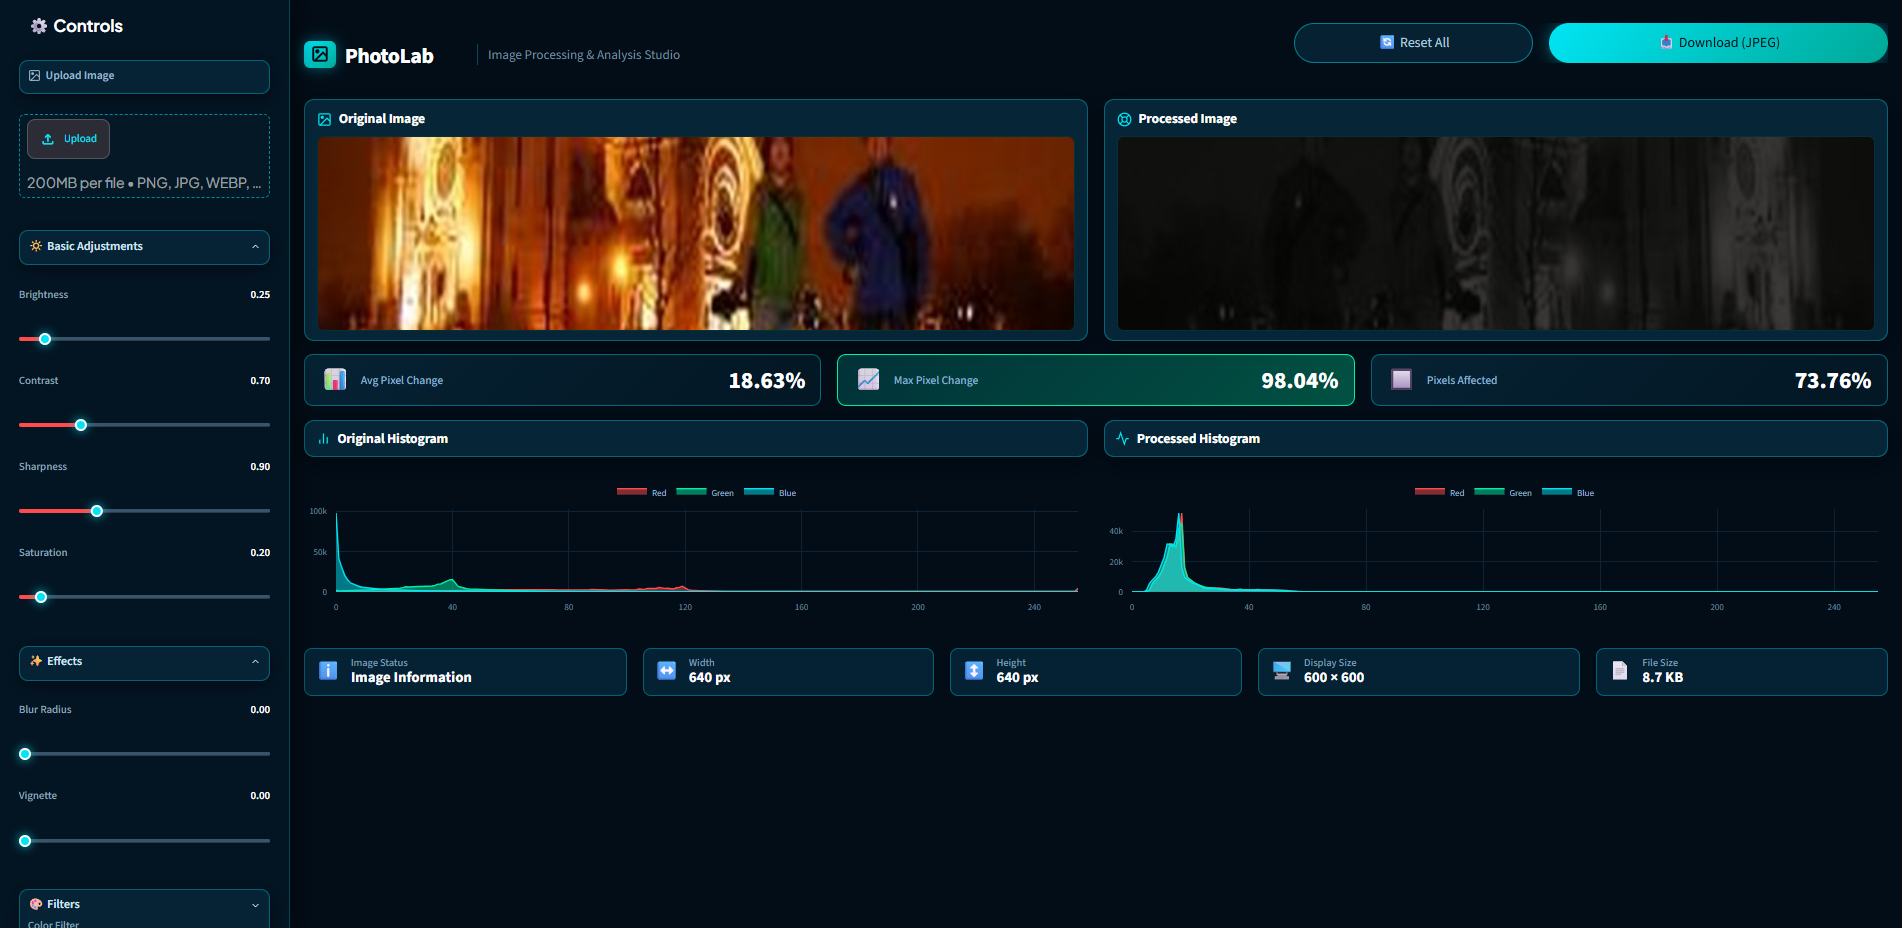 Controls
Upload Image
Upload
200MB per file • PNG, JPG, WEBP, ...
Basic Adjustments
Brightness 0.25
Contrast 0.70
Sharpness 0.90
Saturation 0.20
Effects
Blur Radius 0.00
Vignette 0.00
Filters
Color Filter
PhotoLab
Image Processing & Analysis Studio
Reset All
Download (JPEG)
Original Image
Processed Image
Avg Pixel Change 18.63%
Max Pixel Change 98.04%
Pixels Affected 73.76%
Original Histogram
Processed Histogram
Red Green Blue
100k
50k
0
0 40 80 120 160 200 240
Red Green Blue
40k
20k
0
0 40 80 120 160 200 240
Image Status
Image Information
Width
640 px
Height
640 px
Display Size
600 × 600
File Size
8.7 KB